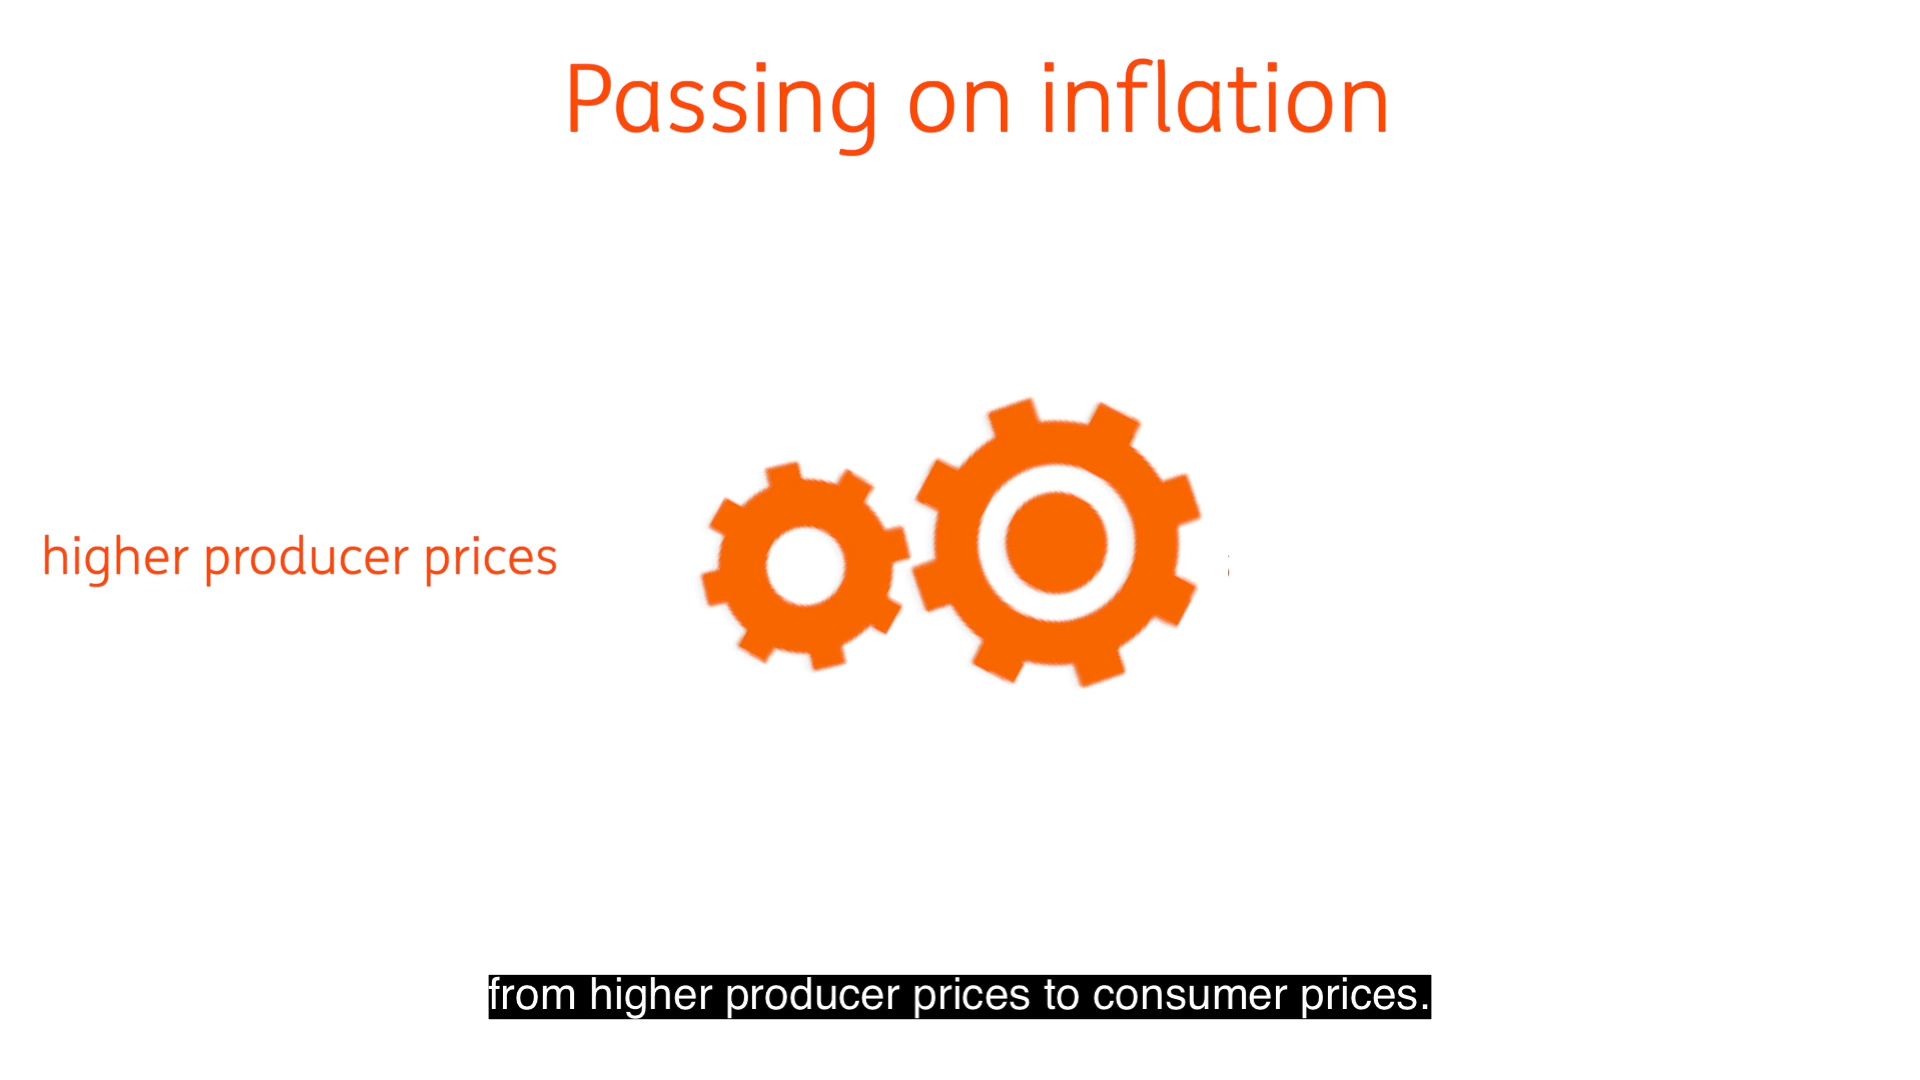 Passing on inflation
higher producer prices
from higher producer prices to consumer prices.